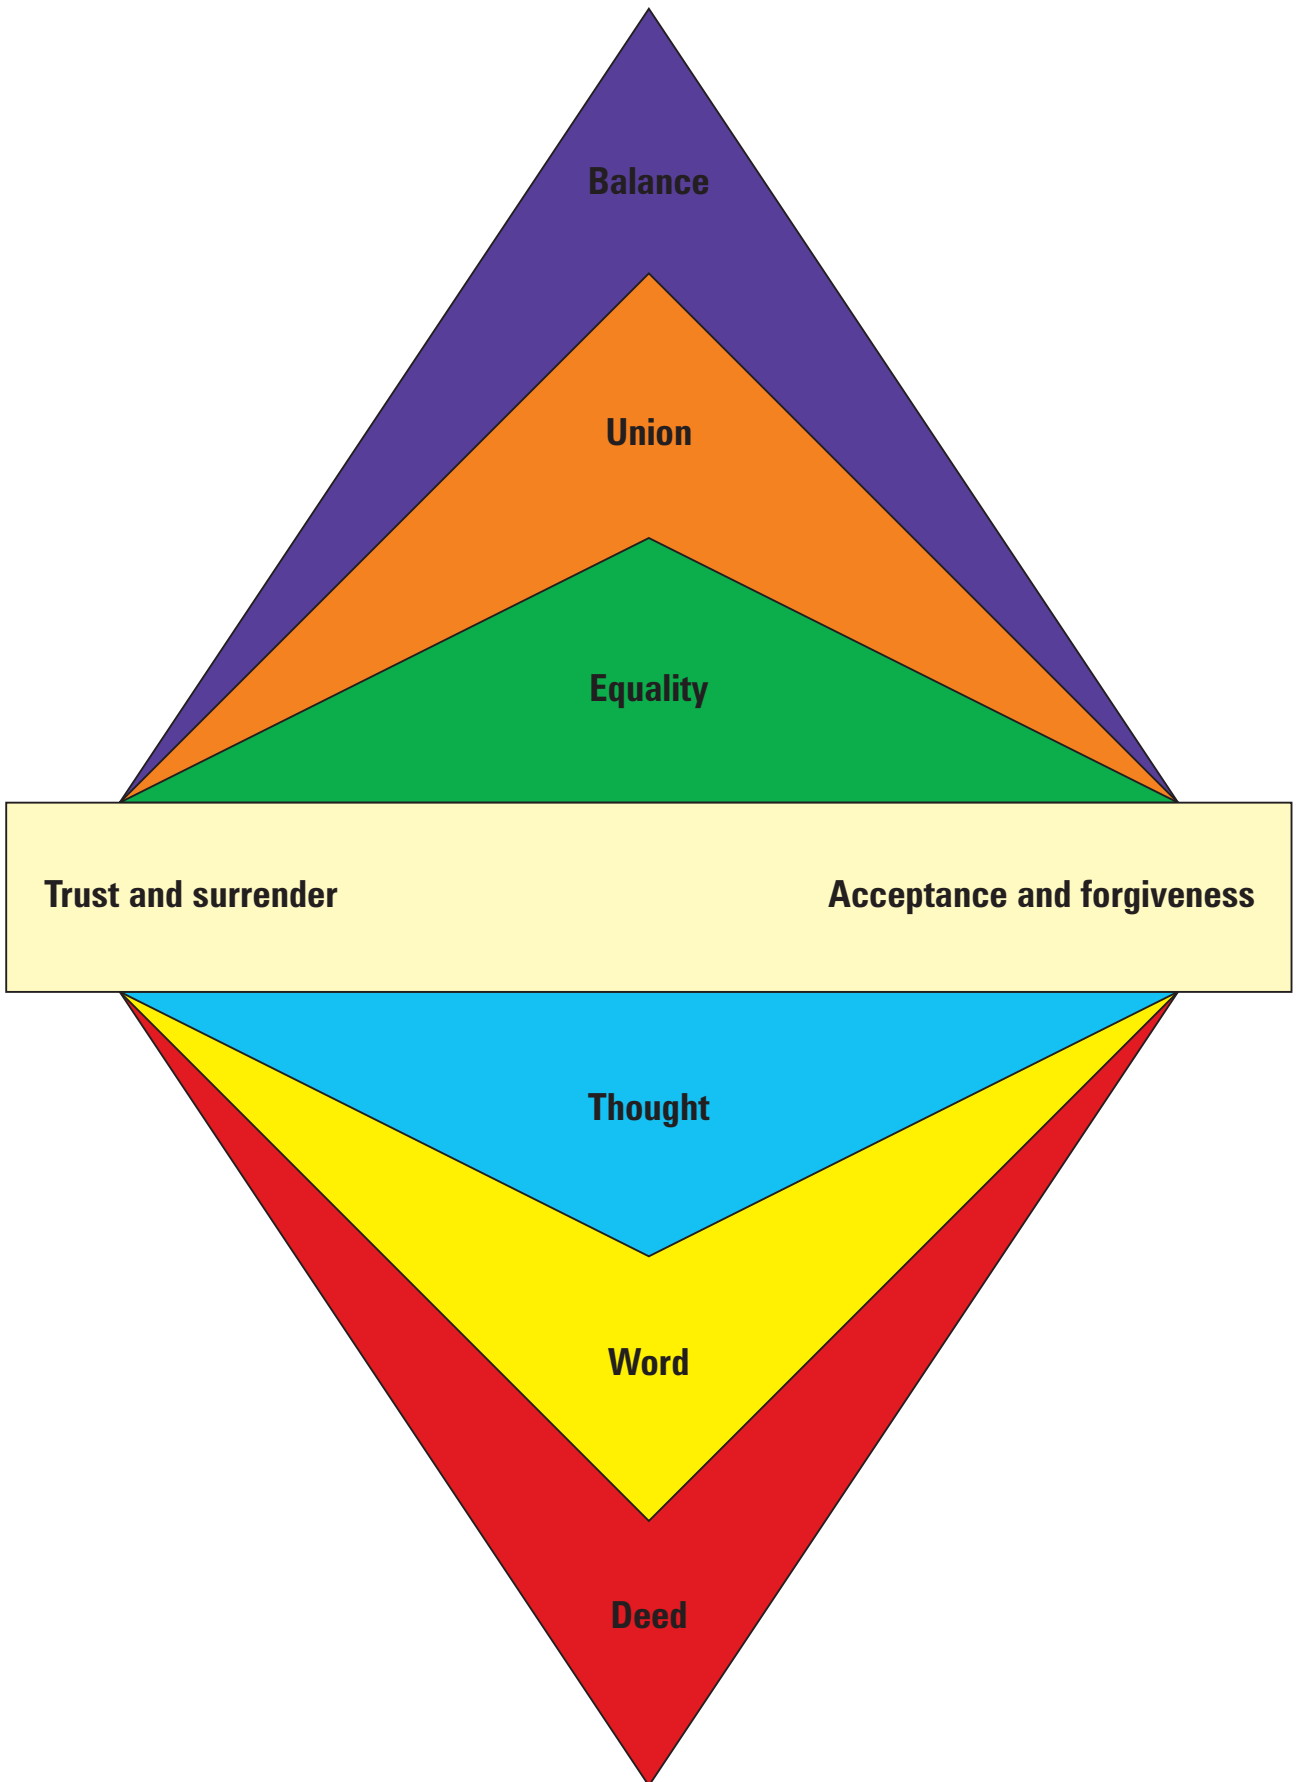 Balance
Union
Equality
Trust and surrender
Acceptance and forgiveness
Thought
Word
Deed